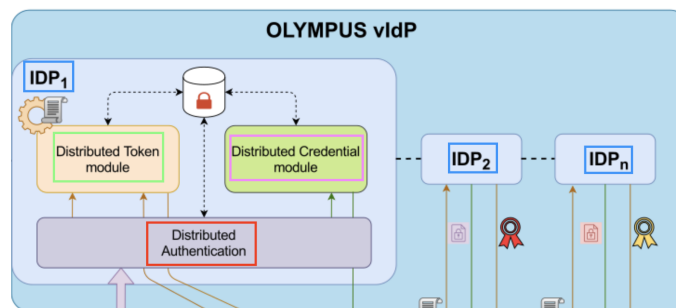 OLYMPUS vIdP
IDP1
Distributed Token
module
Distributed Credential
module
IDP2
IDPn
Distributed
Authentication